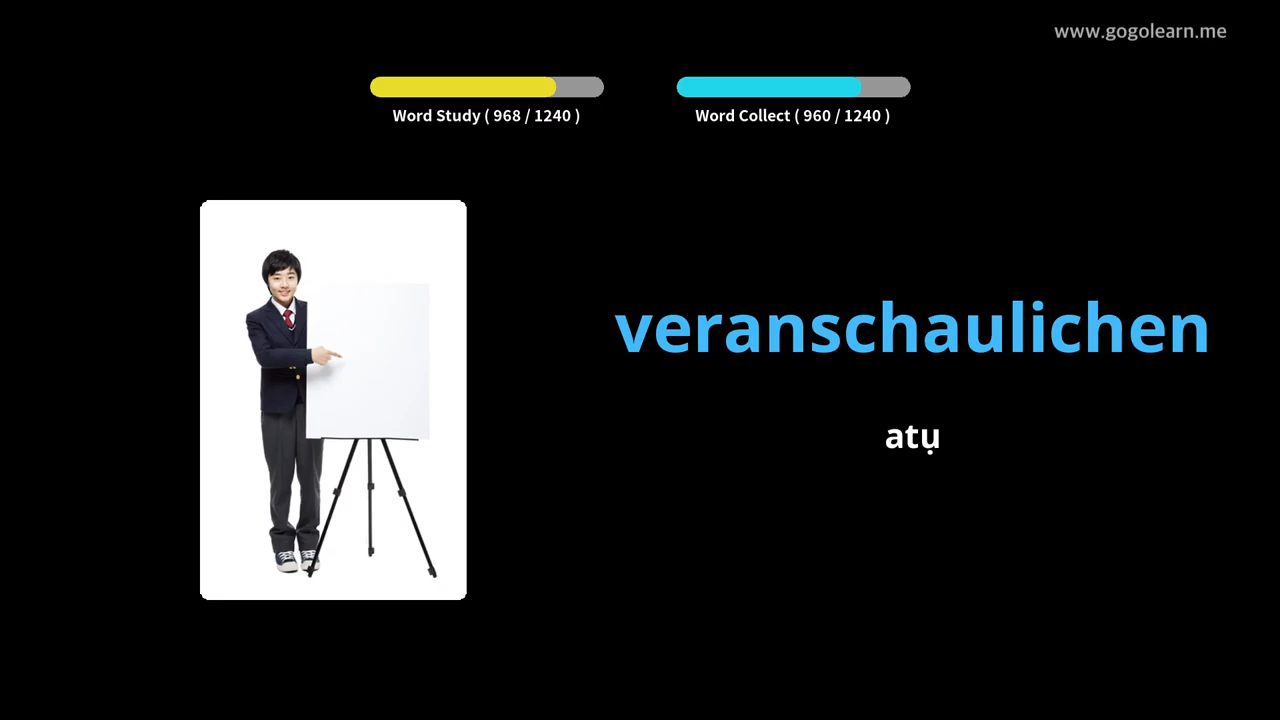 www.gogolearn.me
Word Study ( 968 / 1240 )
Word Collect ( 960 / 1240 )
veranschaulichen
atụ